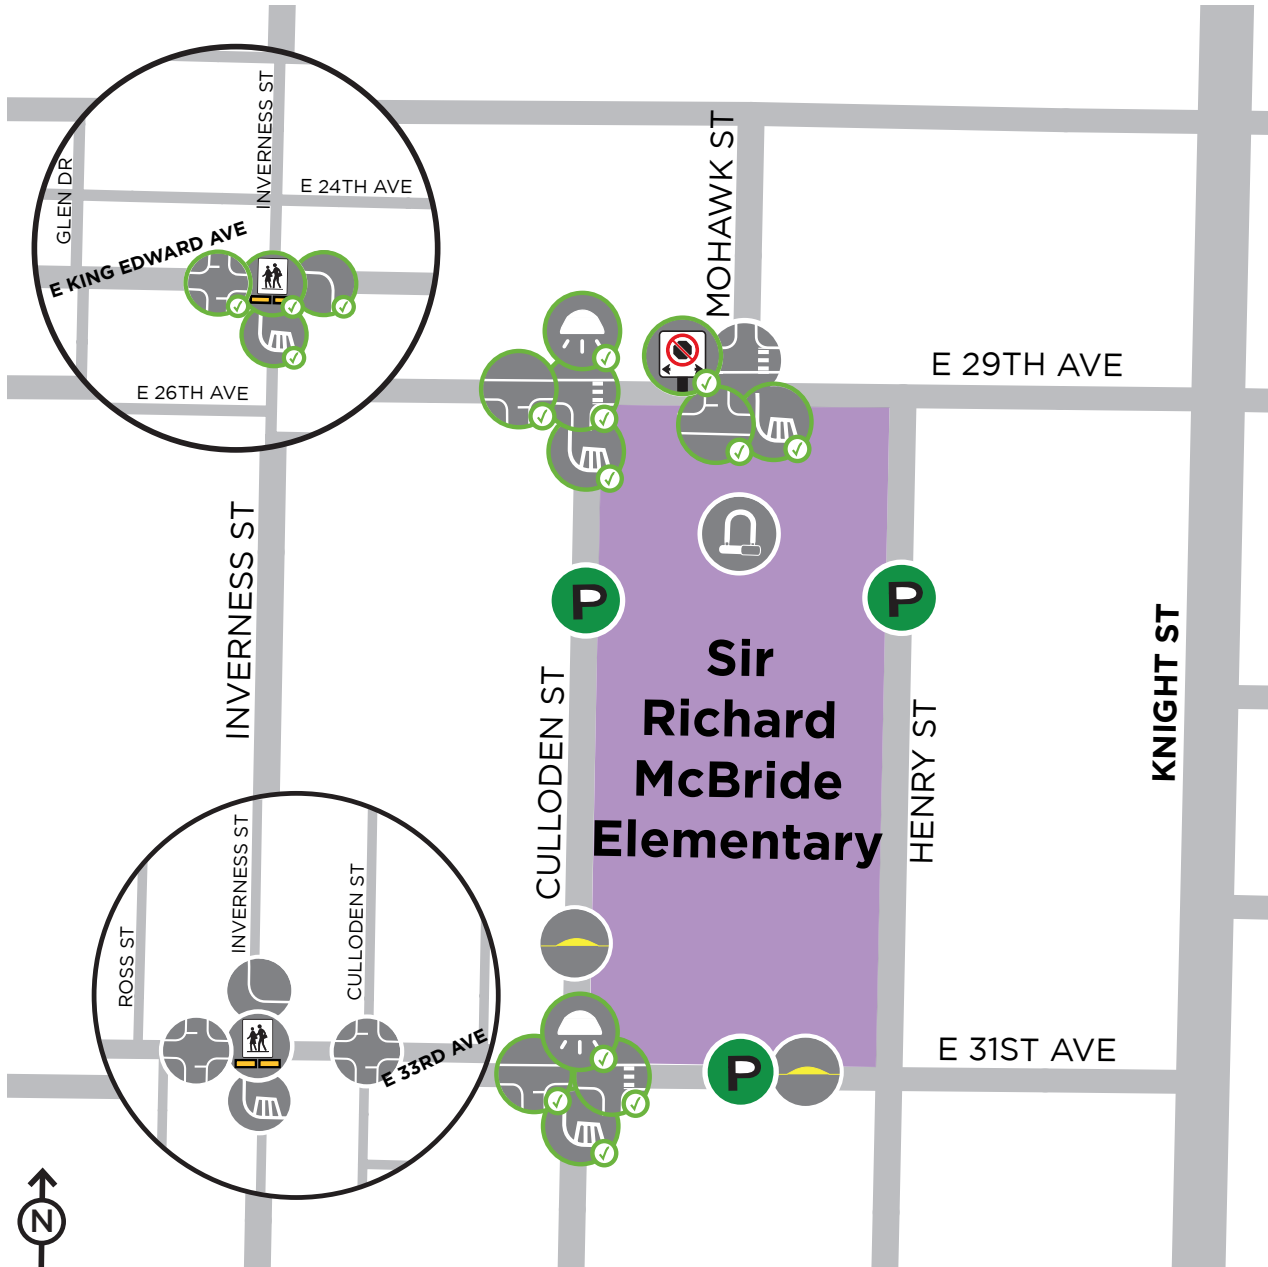 INVERNESS ST
GLEN DR
E 24TH AVE
E KING EDWARD AVE
E 26TH AVE
MOHAWK ST
E 29TH AVE
INVERNESS ST
P
P
Sir
Richard
McBride
Elementary
CULLODEN ST
HENRY ST
KNIGHT ST
INVERNESS ST
CULLODEN ST
ROSS ST
E 33RD AVE
P
E 31ST AVE
N